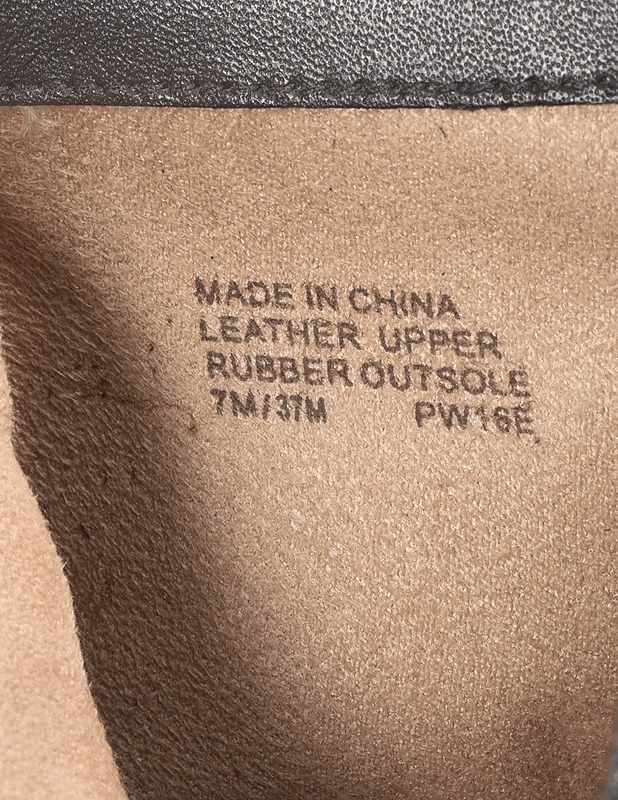 MADE IN CHINA
LEATHER UPPER
RUBBER OUTSOLE
7M/37M PW16E